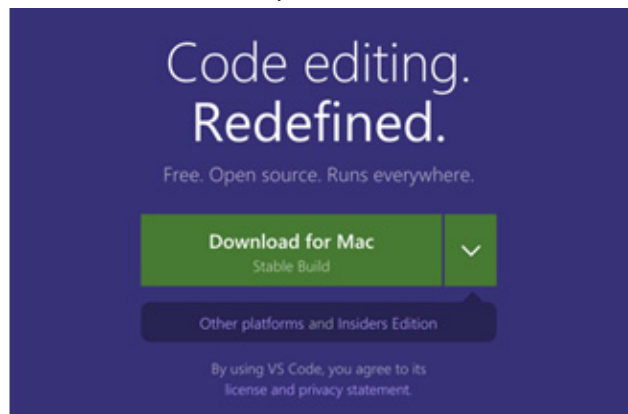 Code editing.
Redefined.
Free. Open source. Runs everywhere.
Download for Mac
Stable Build
Other platforms and Insiders Edition
By using VS Code, you agree to its
license and privacy statement.